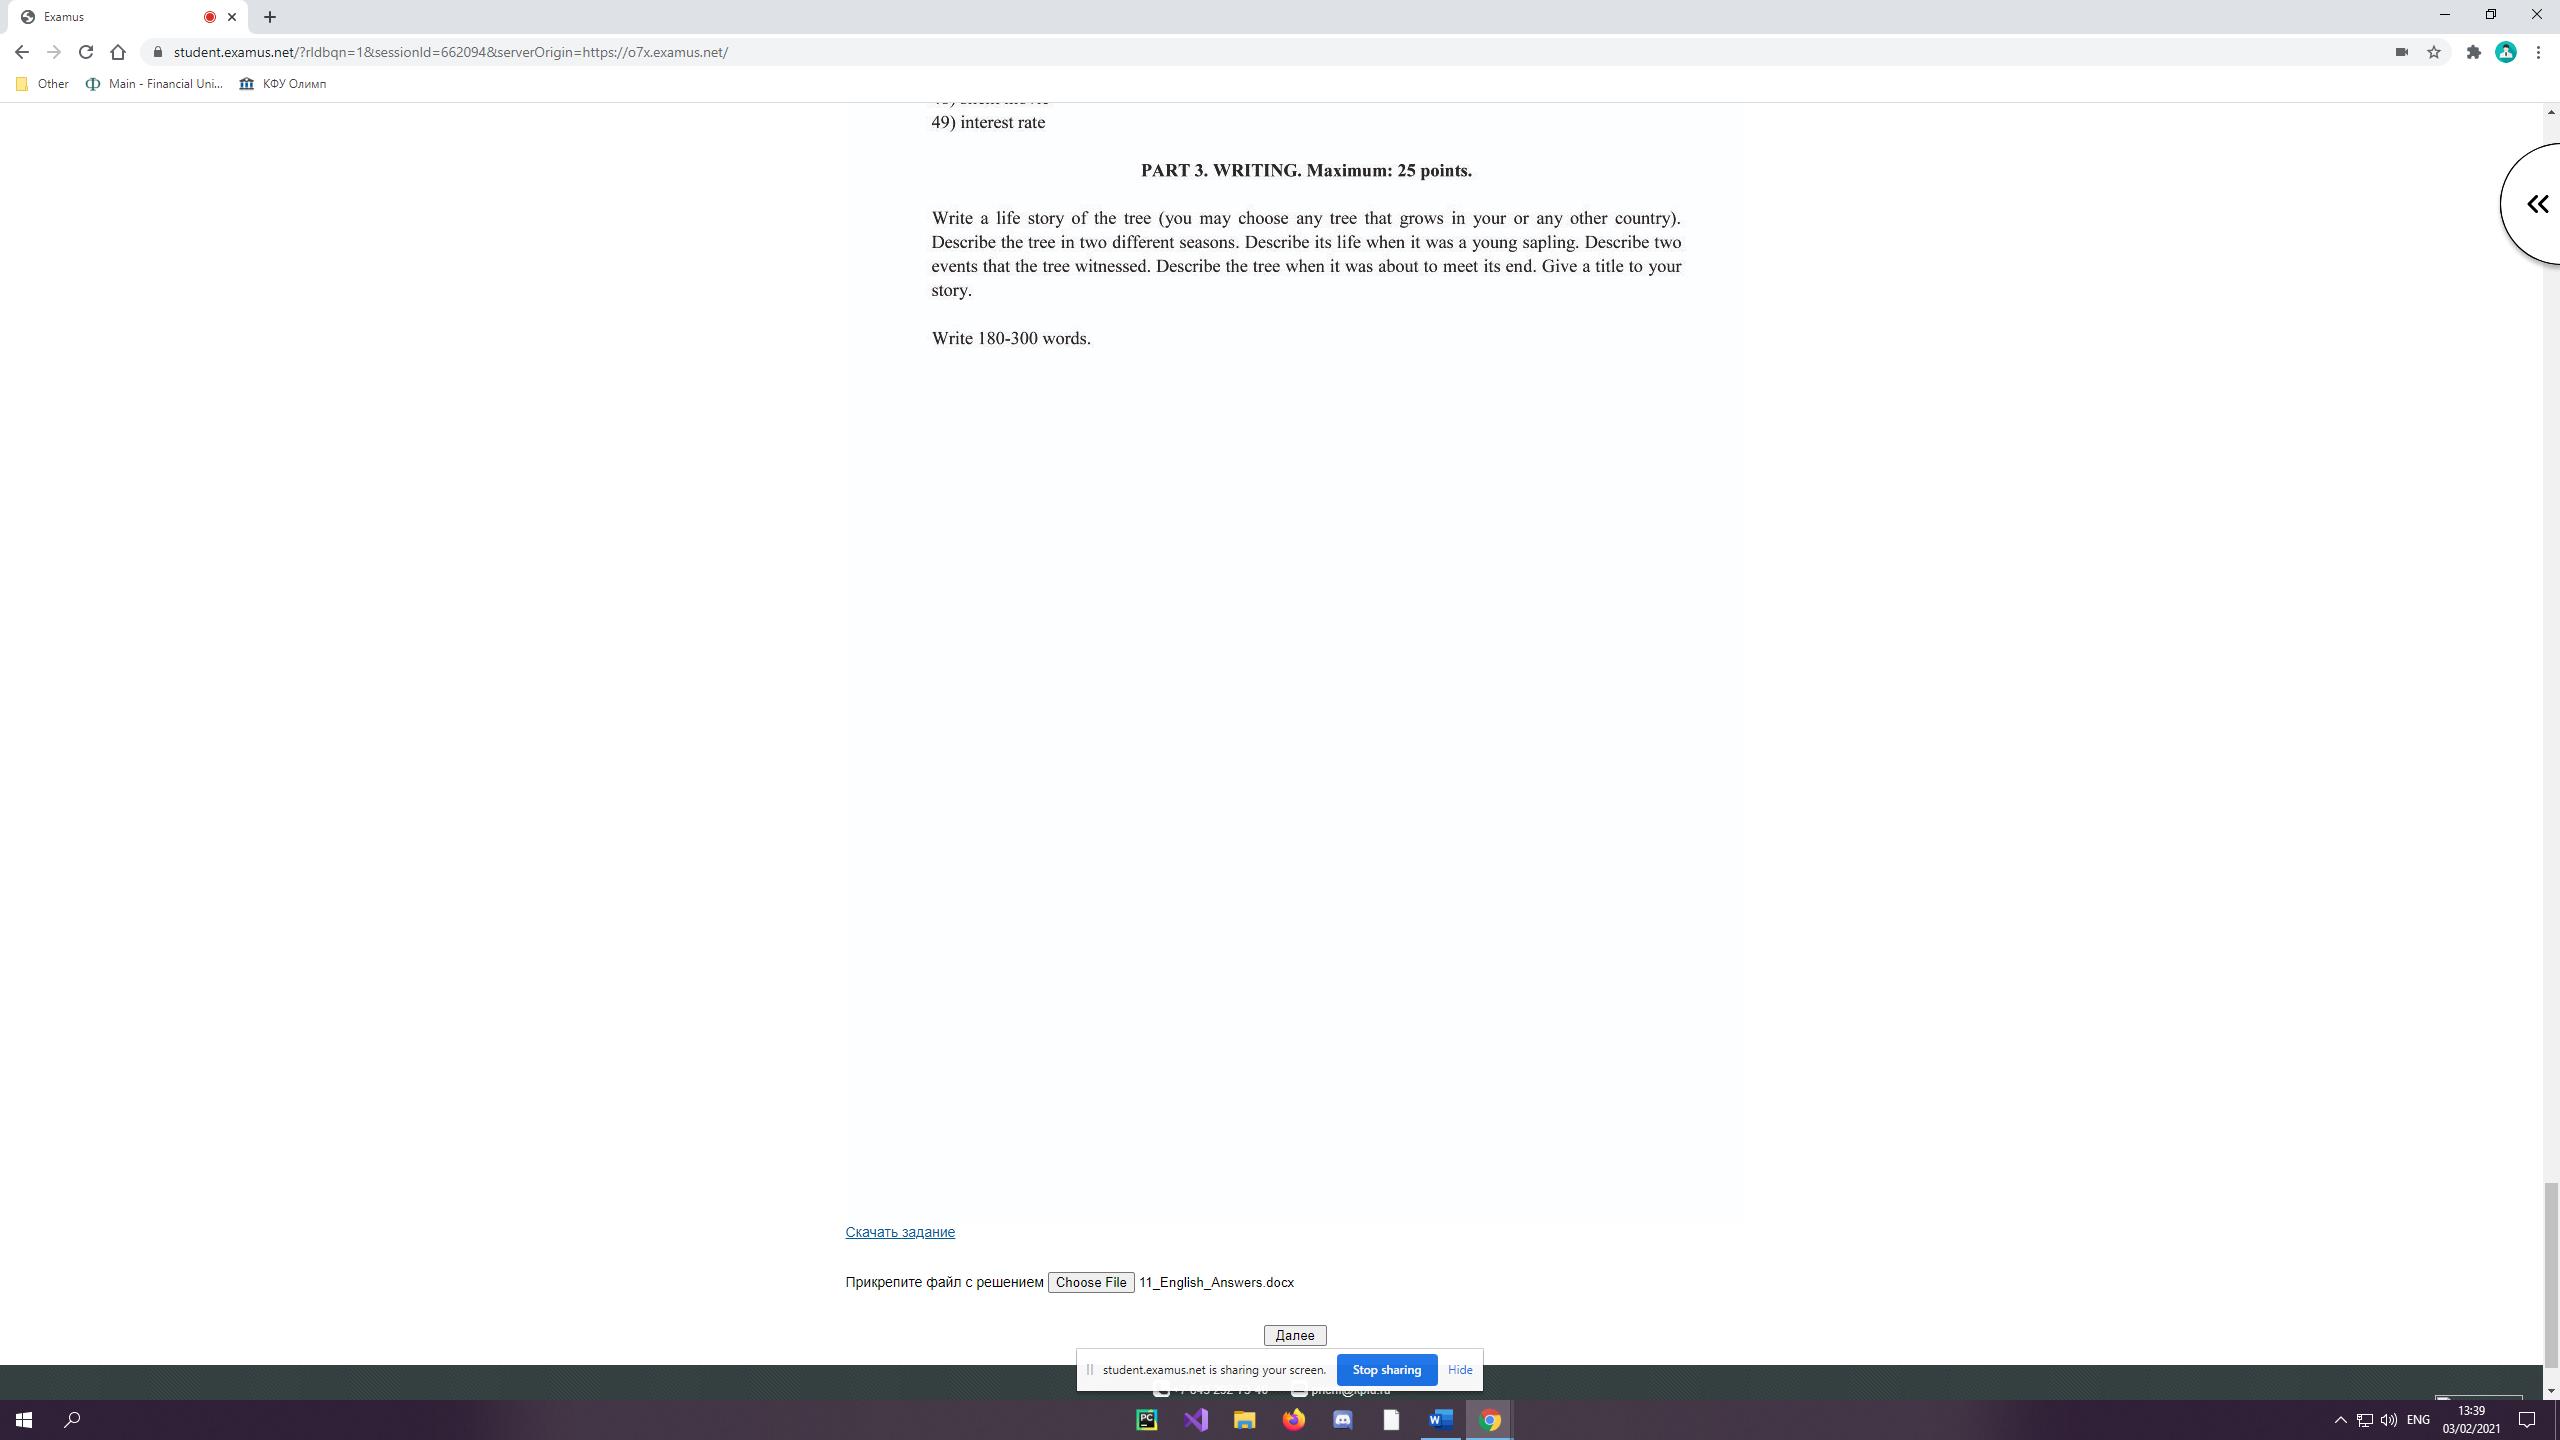 Examus
student.examus.net/?rldbqn=1&sessionId=662094&serverOrigin=https://o7x.examus.net/
Other
Main - Financial Uni...
КФУ Олимп
49) interest rate
PART 3. WRITING. Maximum: 25 points.
Write a life story of the tree (you may choose any tree that grows in your or any other country).
Describe the tree in two different seasons. Describe its life when it was a young sapling. Describe two
events that the tree witnessed. Describe the tree when it was about to meet its end. Give a title to your
story.
Write 180-300 words.
Скачать задание
Прикрепите файл с решением Choose File 11_English_Answers.docx
Далее
student.examus.net is sharing your screen. Stop sharing Hide
PC
W
ENG
13:39
03/02/2021